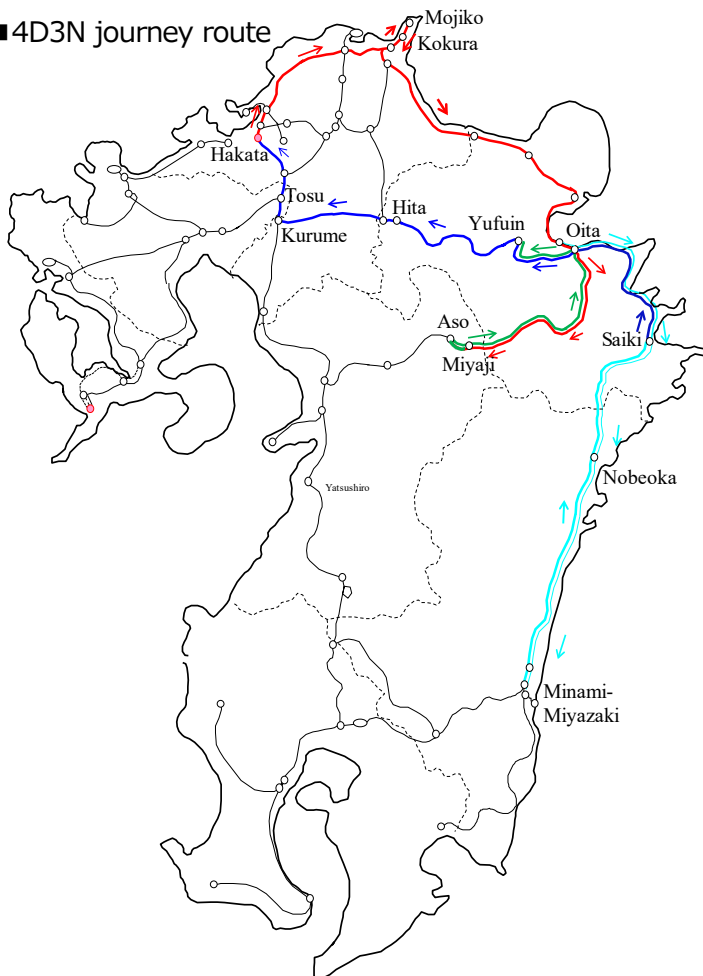 ■4D3N journey route
Mojiko
Kokura
Hakata
Tosu
Hita
Yufuin
Oita
Kurume
Aso
Miyaji
Saiki
Nobeoka
Yatsushiro
Minami-
Miyazaki